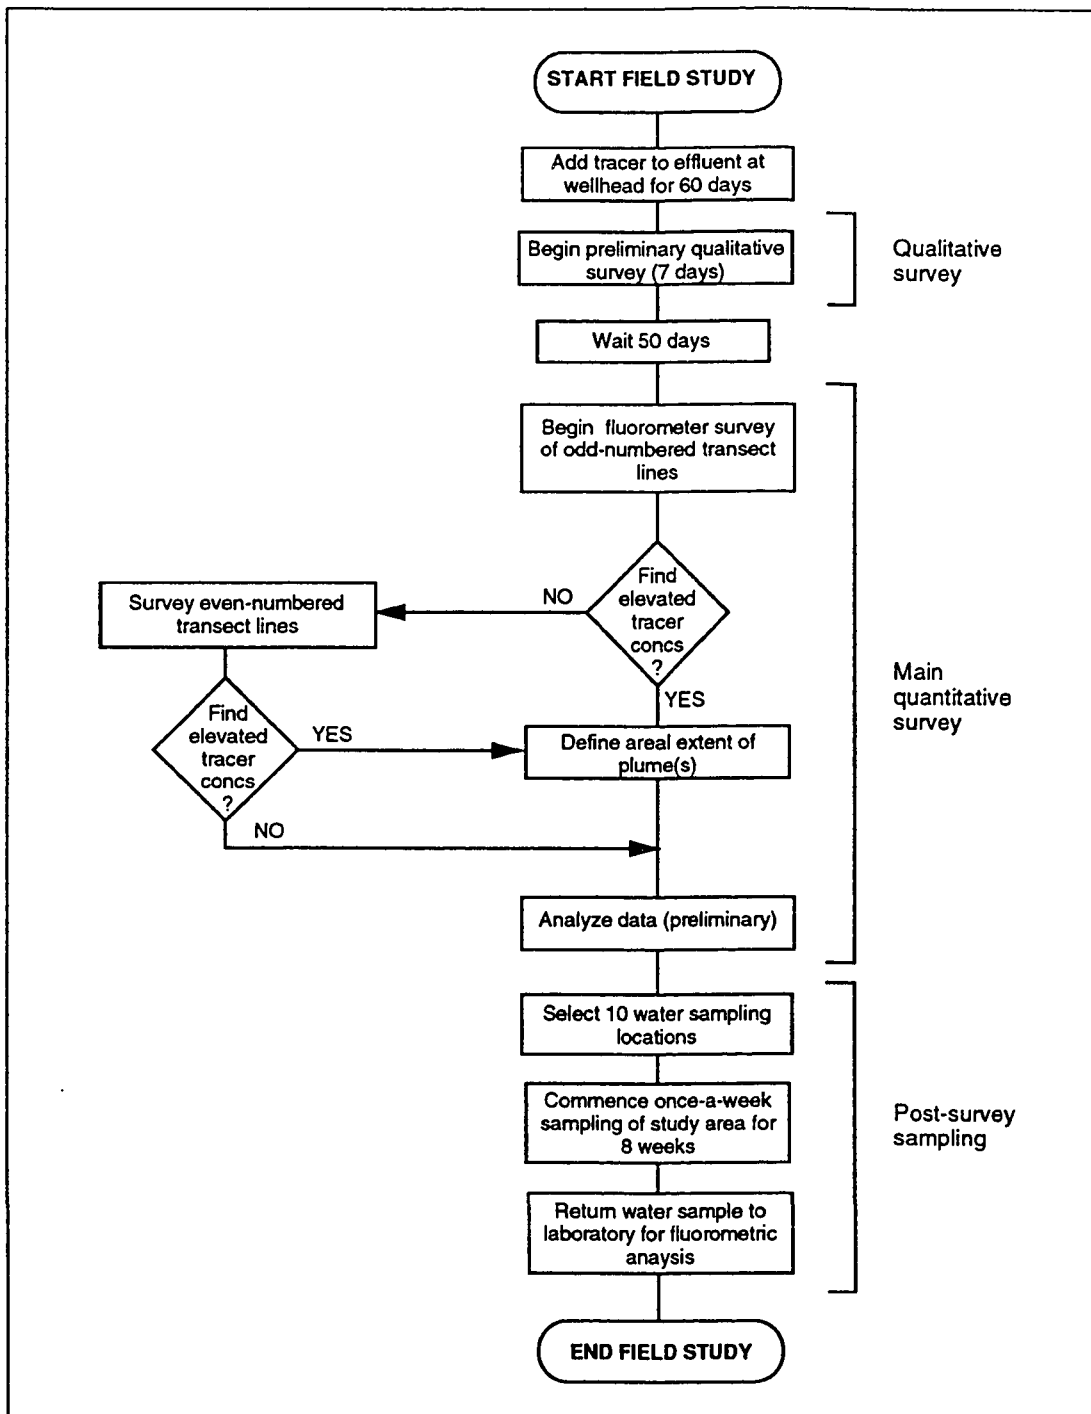 START FIELD STUDY
Add tracer to effluent at
wellhead for 60 days
Begin preliminary qualitative
survey (7 days)
Qualitative
survey
Wait 50 days
Begin fluorometer survey
of odd-numbered transect
lines
Find
elevated
tracer
concs
?
NO
YES
Survey even-numbered
transect lines
Find
elevated
tracer
concs
?
YES
NO
Define areal extent of
plume(s)
Main
quantitative
survey
Analyze data (preliminary)
Select 10 water sampling
locations
Commence once-a-week
sampling of study area for
8 weeks
Post-survey
sampling
Return water sample to
laboratory for fluorometric
anaysis
END FIELD STUDY